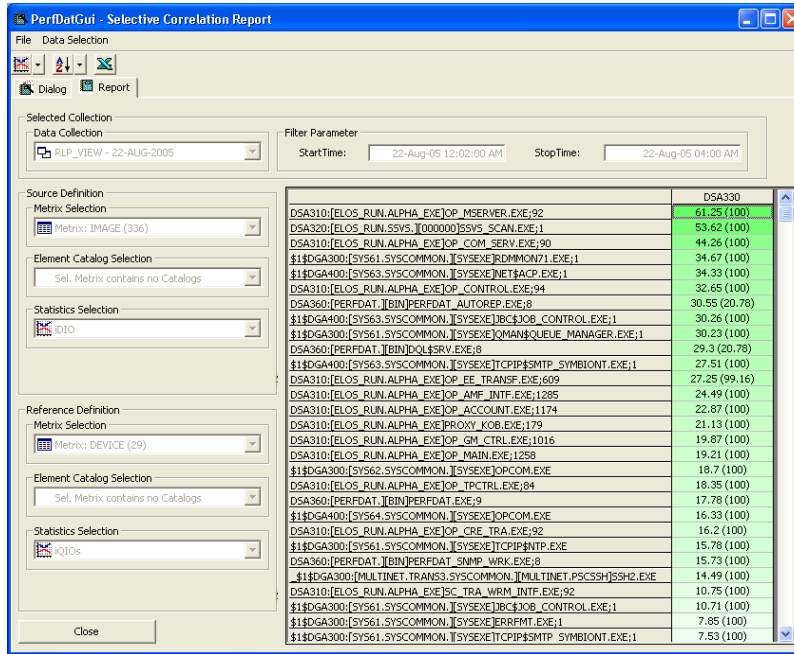 PerfDatGui - Selective Correlation Report
File Data Selection
Dialog Report
Selected Collection
Data Collection
RLP_VIEW - 22-AUG-2005
Filter Parameter
StartTime: 22-Aug-05 12:02:00 AM StopTime: 22-Aug-05 04:00 AM
Source Definition
Metric Selection
Metrix: IMAGE (336)
Element Catalog Selection
Sel. Metrix contains no Catalogs
Statistics Selection
iDIO
Reference Definition
Metric Selection
Metrix: DEVICE (29)
Element Catalog Selection
Sel. Metrix contains no Catalogs
Statistics Selection
iQIOs
Close
DSA330
DSA310:[ELOS_RUN.ALPHA_EXE]OP_MSERVER.EXE;92 61.25 (100)
DSA320:[ELOS_RUN.SSVS.][000000]SSVS_SCAN.EXE;1 53.62 (100)
DSA310:[ELOS_RUN.ALPHA_EXE]OP_COM_SERV.EXE;90 44.26 (100)
$1$DGA300:[SYS61.SYSCOMMON.][SYSEXE]RDMMON71.EXE;1 34.67 (100)
$1$DGA400:[SYS63.SYSCOMMON.][SYSEXE]NET$ACP.EXE;1 34.33 (100)
DSA310:[ELOS_RUN.ALPHA_EXE]OP_CONTROL.EXE;94 32.65 (100)
DSA360:[PERFDAT.][BIN]PERFDAT_AUTOREP.EXE;8 30.55 (20.78)
$1$DGA400:[SYS63.SYSCOMMON.][SYSEXE]JBC$JOB_CONTROL.EXE;1 30.26 (100)
$1$DGA300:[SYS61.SYSCOMMON.][SYSEXE]QMAN$QUEUE_MANAGER.EXE;1 30.23 (100)
DSA360:[PERFDAT.][BIN]DQL$SRV.EXE;8 29.3 (20.78)
$1$DGA400:[SYS63.SYSCOMMON.][SYSEXE]TCPIP$SMTP_SYMBIONT.EXE;1 27.51 (100)
DSA310:[ELOS_RUN.ALPHA_EXE]OP_EE_TRANSF.EXE;609 27.25 (99.16)
DSA310:[ELOS_RUN.ALPHA_EXE]OP_AMF_INTF.EXE;1285 24.49 (100)
DSA310:[ELOS_RUN.ALPHA_EXE]OP_ACCOUNT.EXE;1174 22.87 (100)
DSA310:[ELOS_RUN.ALPHA_EXE]PROXY_KOB.EXE;179 21.13 (100)
DSA310:[ELOS_RUN.ALPHA_EXE]OP_GM_CTRL.EXE;1016 19.87 (100)
DSA310:[ELOS_RUN.ALPHA_EXE]OP_MAIN.EXE;1258 19.21 (100)
$1$DGA300:[SYS62.SYSCOMMON.][SYSEXE]OPCOM.EXE 18.7 (100)
DSA310:[ELOS_RUN.ALPHA_EXE]OP_TPCTRL.EXE;84 18.35 (100)
DSA360:[PERFDAT.][BIN]PERFDAT.EXE;9 17.78 (100)
$1$DGA400:[SYS64.SYSCOMMON.][SYSEXE]OPCOM.EXE 16.33 (100)
DSA310:[ELOS_RUN.ALPHA_EXE]OP_CRE_TRA.EXE;92 16.2 (100)
$1$DGA300:[SYS61.SYSCOMMON.][SYSEXE]TCPIP$NTP.EXE 15.78 (100)
DSA360:[PERFDAT.][BIN]PERFDAT_SNMP_WRK.EXE;8 15.73 (100)
_$1$DGA300:[MULTINET.TRANS3.SYSCOMMON.][MULTINET.PSCSSH]SSH2.EXE 14.49 (100)
DSA310:[ELOS_RUN.ALPHA_EXE]SC_TRA_WRM_INTF.EXE;92 10.75 (100)
$1$DGA300:[SYS61.SYSCOMMON.][SYSEXE]JBC$JOB_CONTROL.EXE;1 10.71 (100)
$1$DGA300:[SYS61.SYSCOMMON.][SYSEXE]ERRFMT.EXE;1 7.85 (100)
$1$DGA300:[SYS61.SYSCOMMON.][SYSEXE]TCPIP$SMTP_SYMBIONT.EXE;1 7.53 (100)